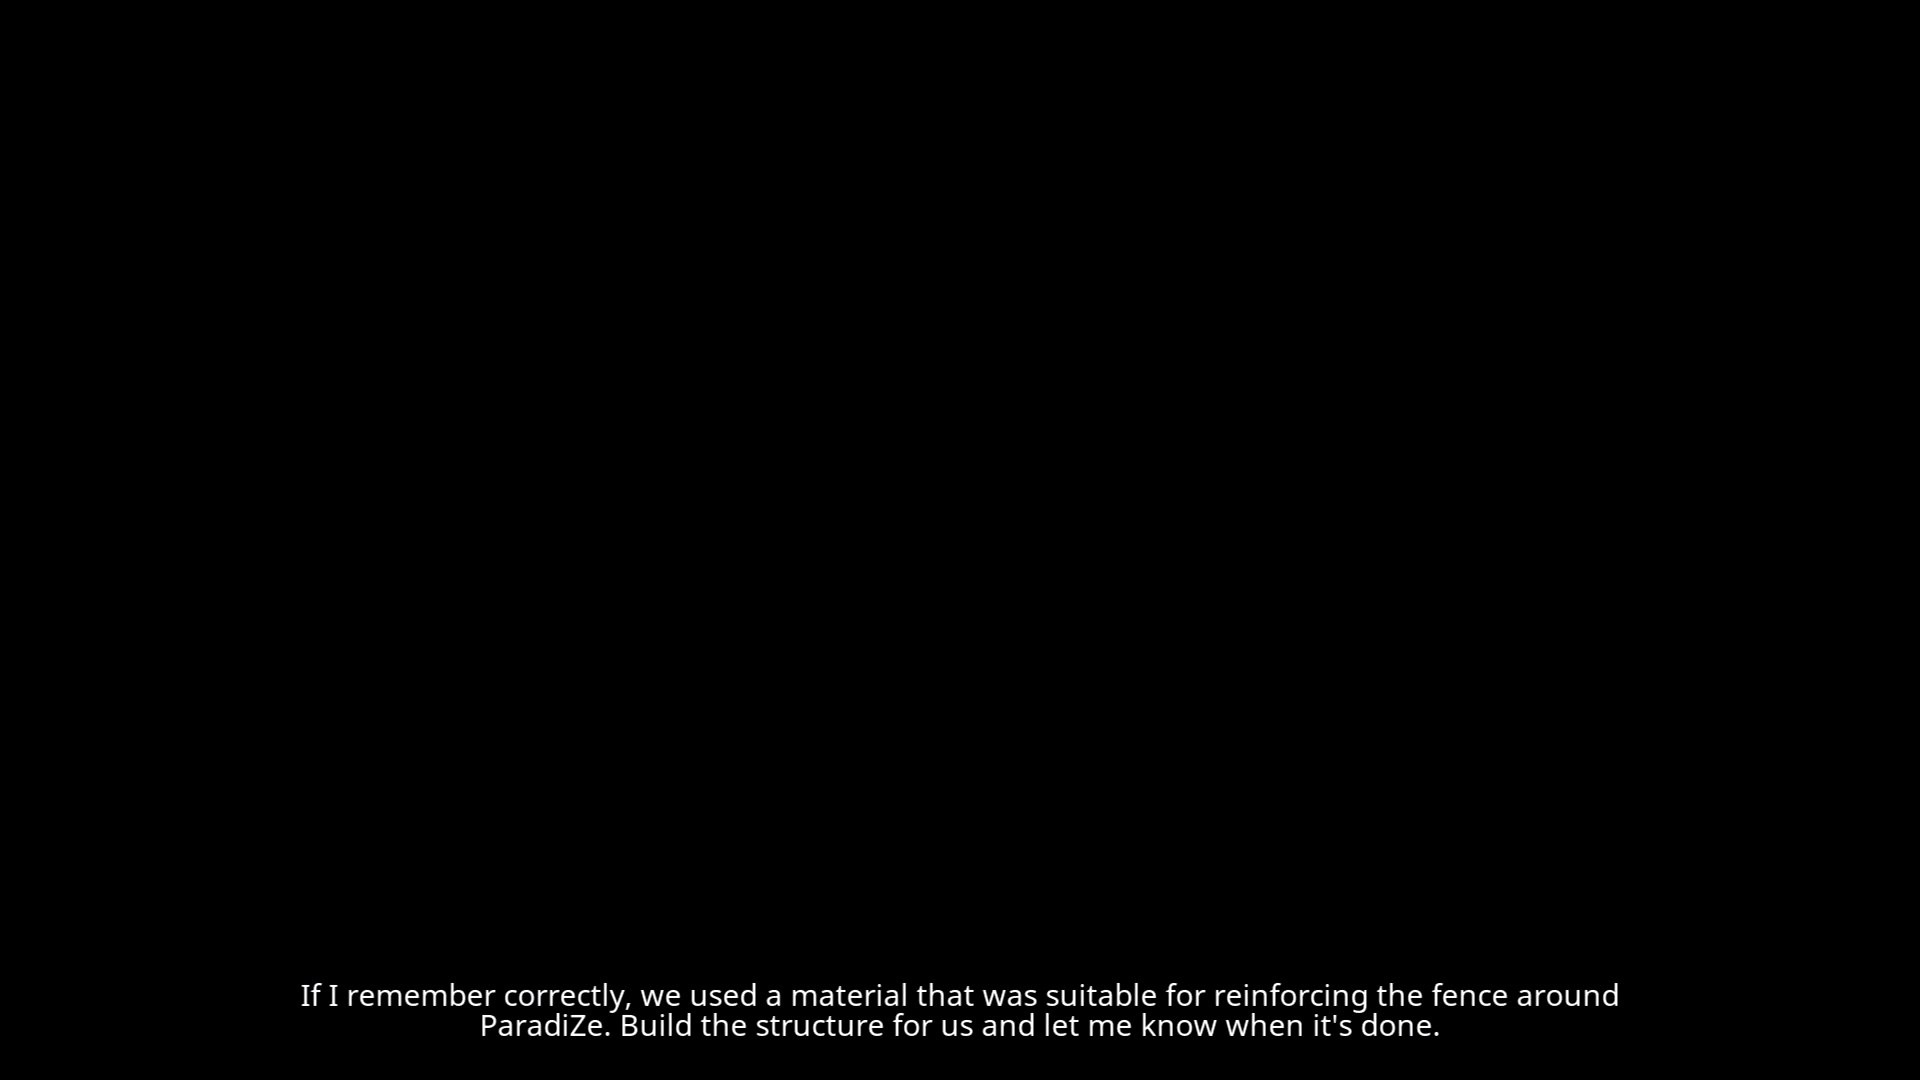 If I remember correctly, we used a material that was suitable for reinforcing the fence around
ParadiZe. Build the structure for us and let me know when it's done.